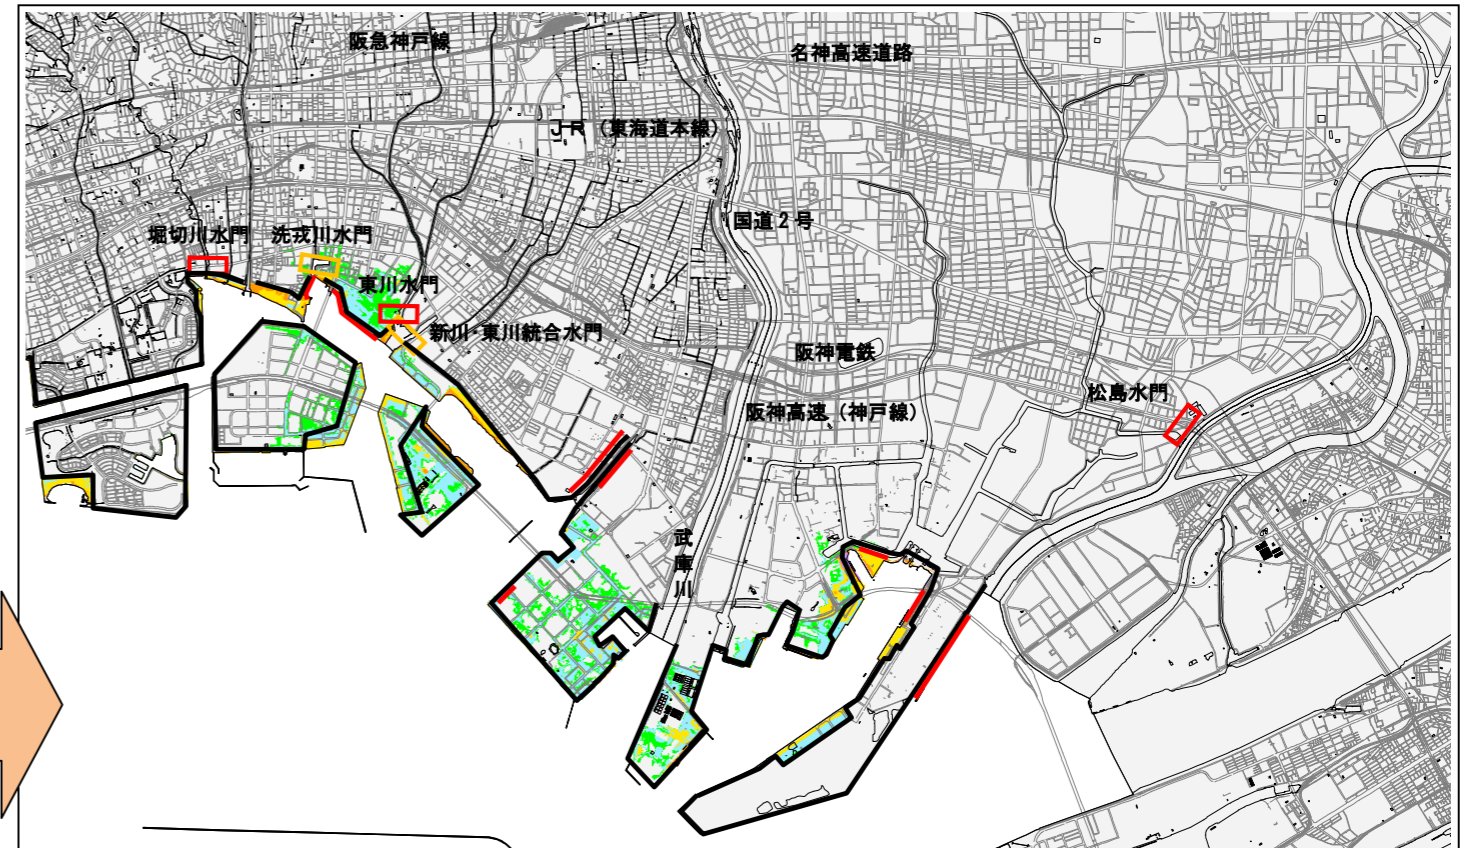 阪急神戸線
名神高速道路
JR（東海道本線）
国道2号
堀切川水門
洗戎川水門
東川水門
新川・東川統合水門
阪神電鉄
松島水門
阪神高速（神戸線）
武庫川